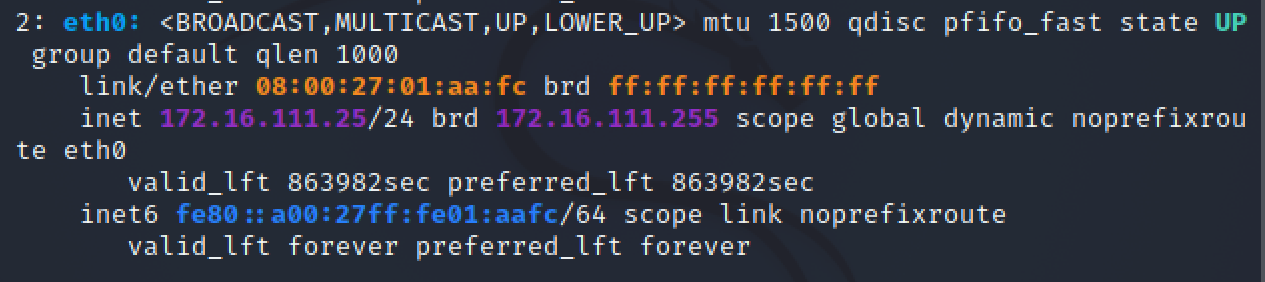 2: eth0: <BROADCAST,MULTICAST,UP,LOWER_UP> mtu 1500 qdisc pfifo_fast state UP
group default qlen 1000
link/ether 08:00:27:01:aa:fc brd ff:ff:ff:ff:ff:ff
inet 172.16.111.25/24 brd 172.16.111.255 scope global dynamic noprefixrou
te eth0
valid_lft 863982sec preferred_lft 863982sec
inet6 fe80::a00:27ff:fe01:aafc/64 scope link noprefixroute
valid_lft forever preferred_lft forever